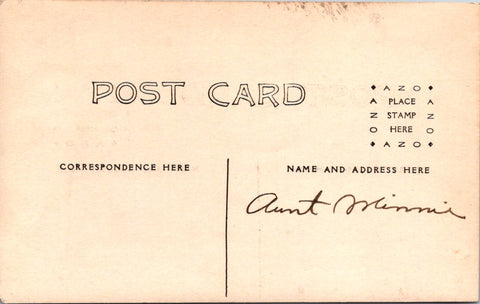 POST CARD
AZO
A PLACE A
Z STAMP Z
O HERE O
AZO
CORRESPONDENCE HERE
NAME AND ADDRESS HERE
Aunt Minnie